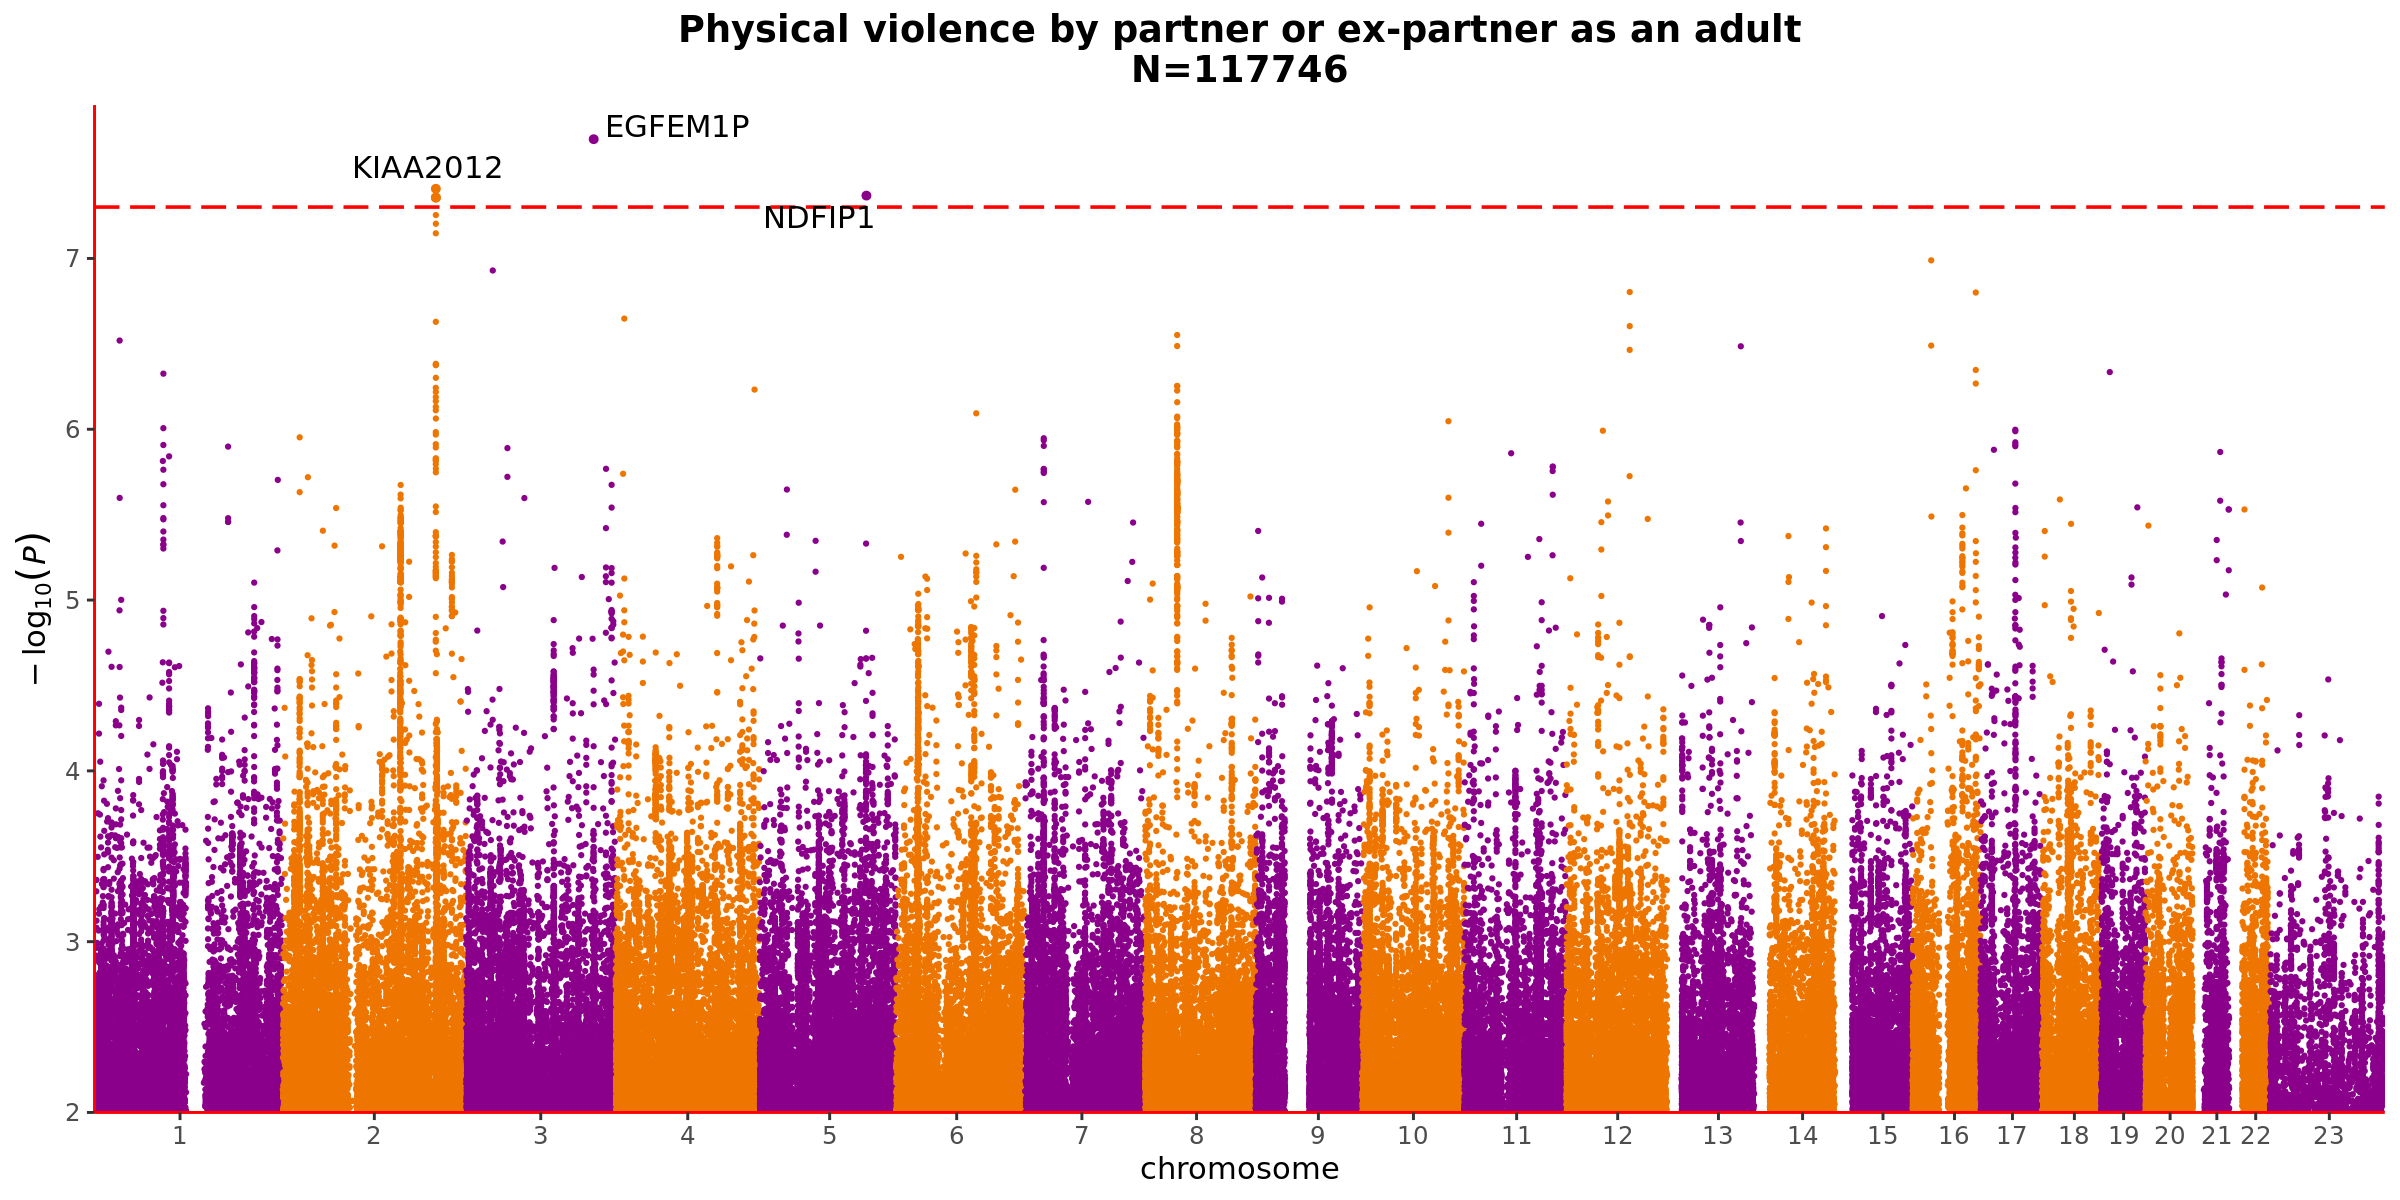 Physical violence by partner or ex-partner as an adult
N=117746
EGFEM1P
KIAA2012
NDFIP1
7
6
5
4
3
2
− log₁₀(P)
1 2 3 4 5 6 7 8 9 10 11 12 13 14 15 16 17 18 19 20 21 22 23
chromosome